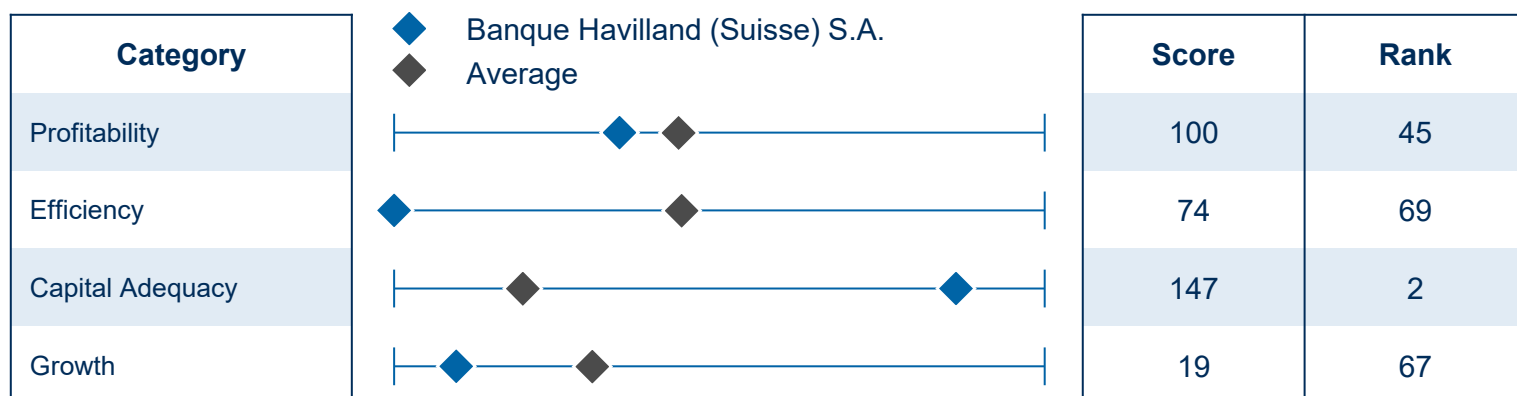 Banque Havilland (Suisse) S.A.
Average
Category Score Rank
Profitability 100 45
Efficiency 74 69
Capital Adequacy 147 2
Growth 19 67